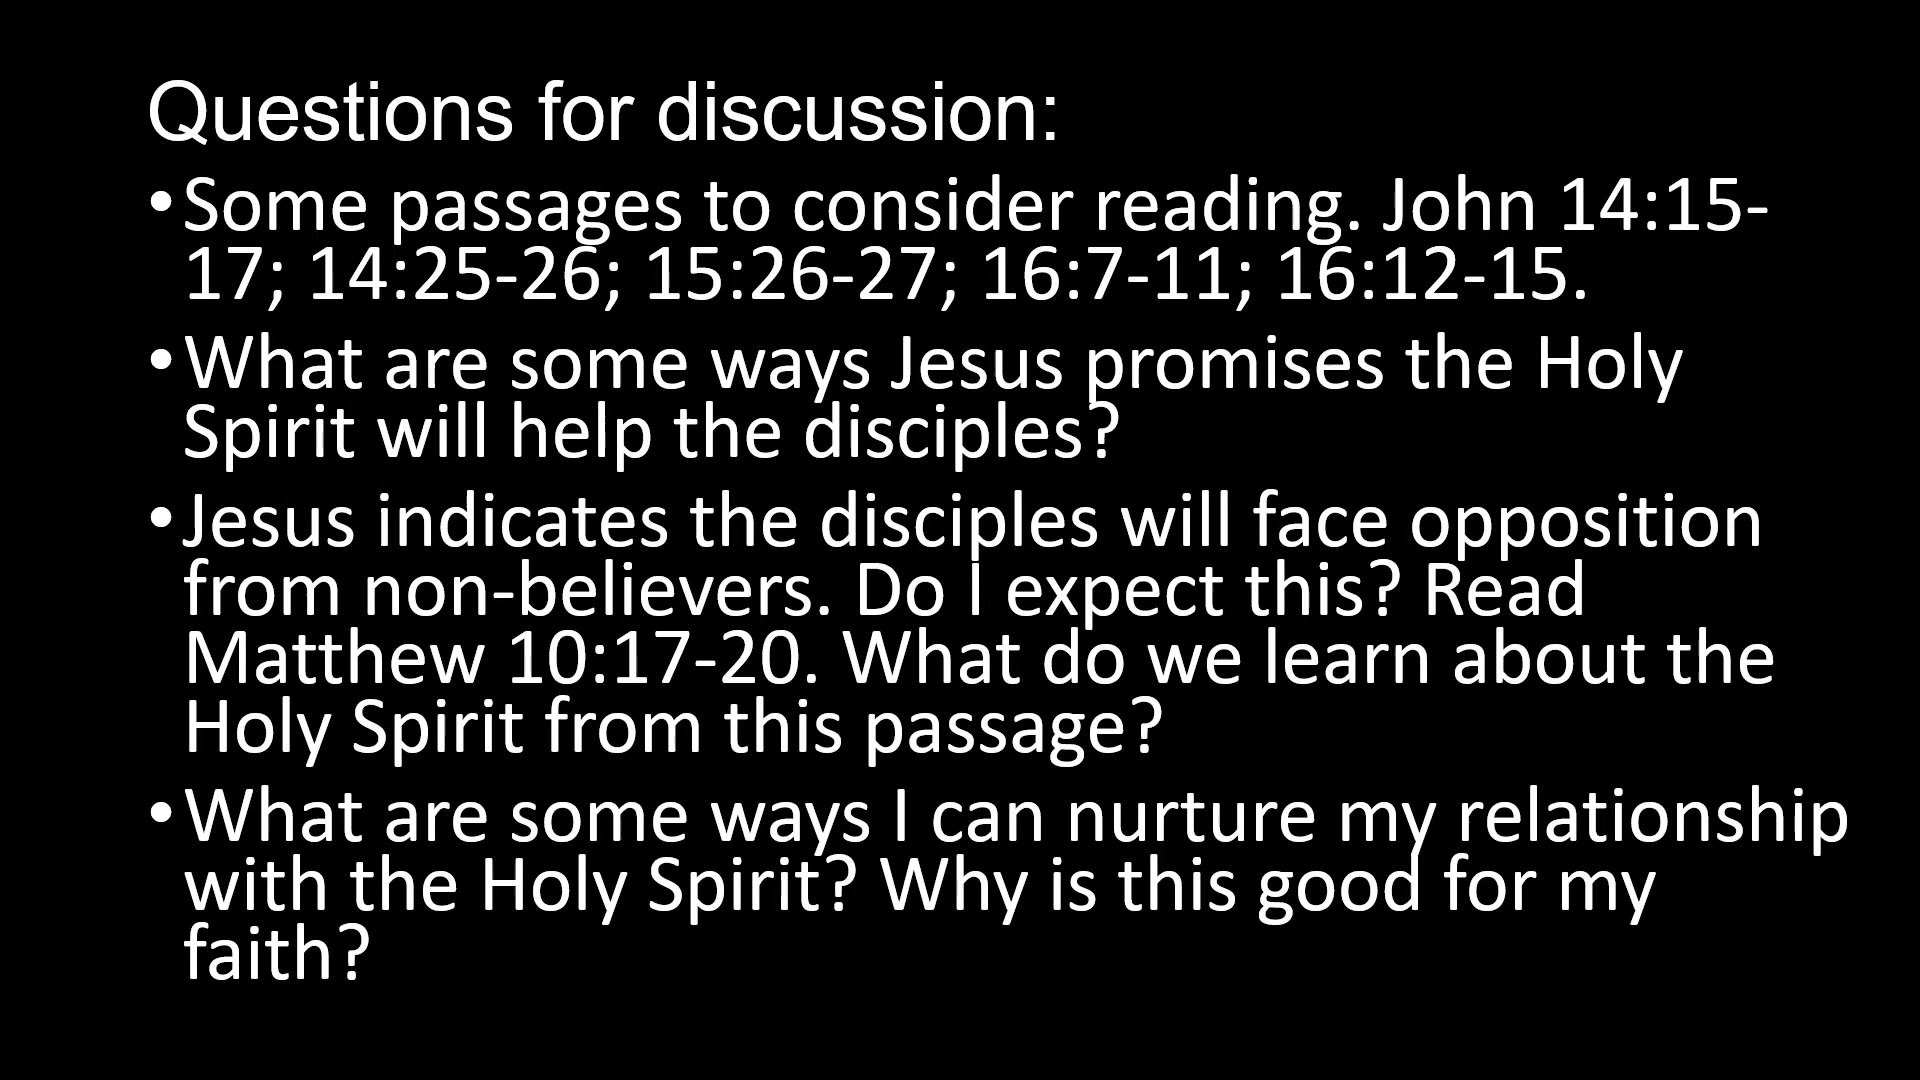 Questions for discussion:
•Some passages to consider reading. John 14:15-
17; 14:25-26; 15:26-27; 16:7-11; 16:12-15.
•What are some ways Jesus promises the Holy
Spirit will help the disciples?
•Jesus indicates the disciples will face opposition
from non-believers. Do I expect this? Read
Matthew 10:17-20. What do we learn about the
Holy Spirit from this passage?
•What are some ways I can nurture my relationship
with the Holy Spirit? Why is this good for my
faith?